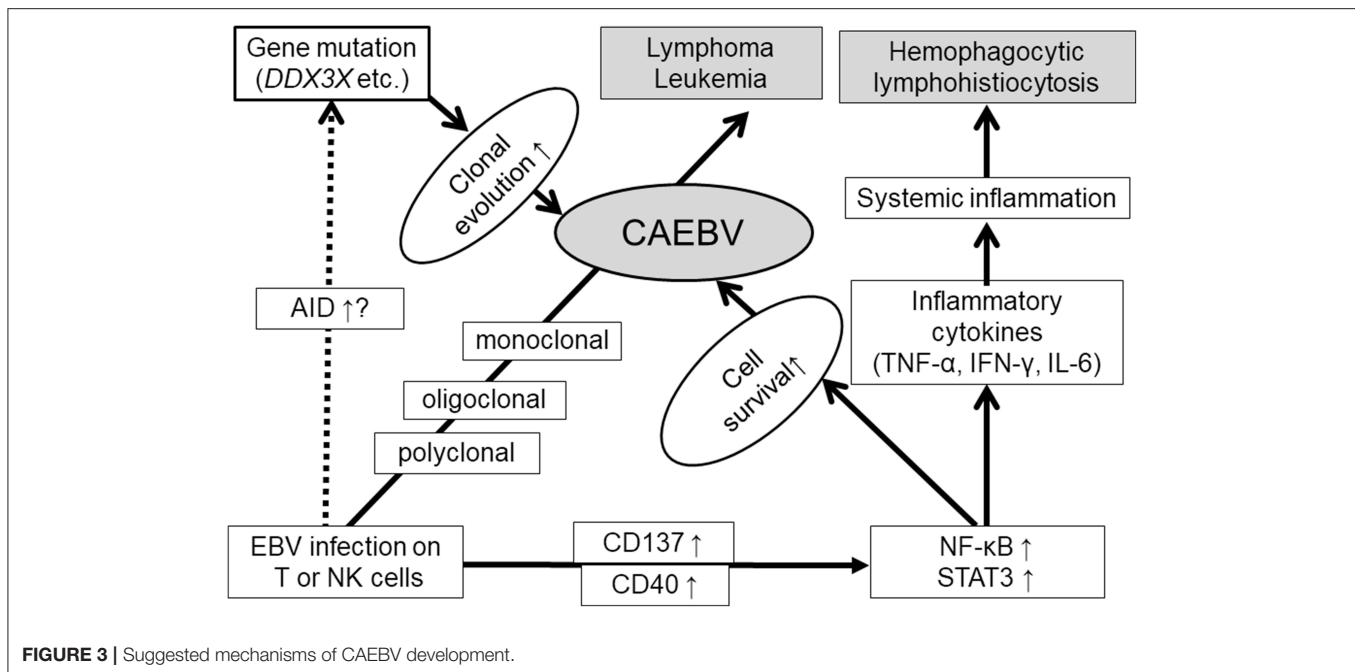 Gene mutation
(DDX3X etc.)
Lymphoma
Leukemia
Hemophagocytic
lymphohistiocytosis
Clonal
evolution ↑
Systemic inflammation
CAEBV
AID ↑?
Inflammatory
cytokines
(TNF-α, IFN-γ, IL-6)
monoclonal
Cell
survival↑
oligoclonal
polyclonal
EBV infection on
T or NK cells
CD137 ↑
CD40 ↑
NF-κB ↑
STAT3 ↑
FIGURE 3 | Suggested mechanisms of CAEBV development.